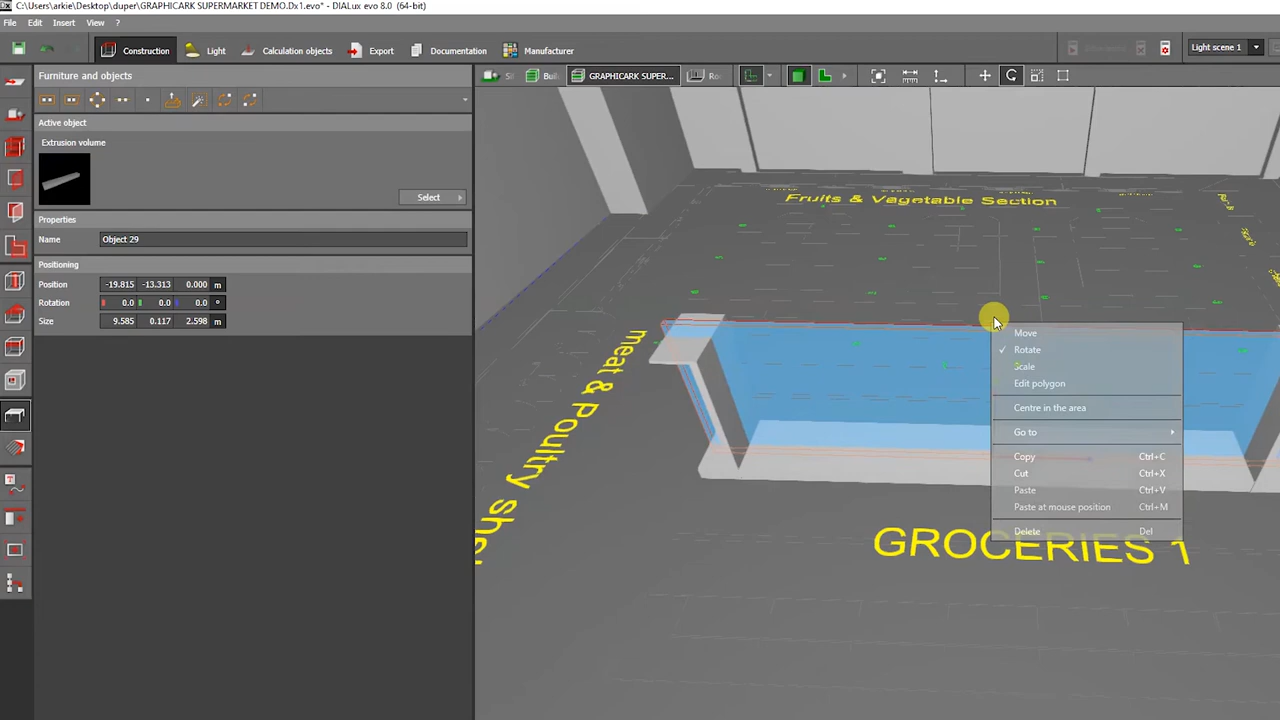 C:\Users\arkie\Desktop\duper\GRAPHICARK SUPERMARKET DEMO.Dx1.evo* - DIALux evo 8.0 (64-bit)
File Edit Insert View ?
Construction Light Calculation objects Export Documentation Manufacturer
Light scene 1
Furniture and objects
GRAPHICARK SUPER...
Active object
Extrusion volume
Select
Properties
Name Object 29
Positioning
Position -19.815 -13.313 0.000 m
Rotation 0.0 0.0 0.0 °
Size 9.585 0.117 2.598 m
Fruits & Vagetable Section
meat & Poultry
GROCERIES 1
Move
Rotate
Scale
Edit polygon
Centre in the area
Go to
Copy Ctrl+C
Cut Ctrl+X
Paste Ctrl+V
Paste at mouse position Ctrl+M
Delete Del